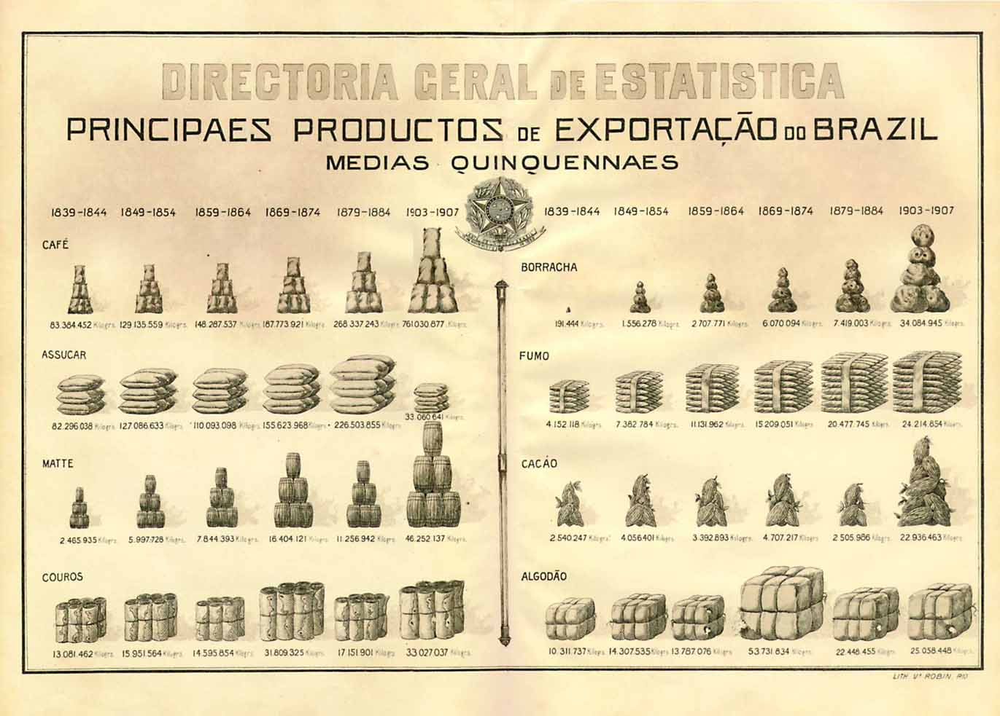 DIRECTORIA GERAL DE ESTATISTICA
PRINCIPAES PRODUCTOS DE EXPORTAÇÃO DO BRAZIL
MEDIAS QUINQUENNAES
1839-1844 1849-1854 1859-1864 1869-1874 1879-1884 1903-1907
CAFÉ
83.384.452 Kilogrs. 129.135.559 Kilogrs. 148.287.537 Kilogrs. 187.773.921 Kilogrs. 268.337.243 Kilogrs. 761.030.877 Kilogrs.
ASSUCAR
82.296.038 Kilogrs. 127.086.633 Kilogrs. 110.093.098 Kilogrs. 155.623.968 Kilogrs. 226.503.855 Kilogrs. 33.060.641 Kilogrs.
MATTE
2.465.935 Kilogrs. 5.997.728 Kilogrs. 7.844.393 Kilogrs. 16.404.121 Kilogrs. 11.256.942 Kilogrs. 46.252.137 Kilogrs.
COUROS
13.081.462 Kilogrs. 15.951.564 Kilogrs. 14.595.854 Kilogrs. 31.809.325 Kilogrs. 17.151.901 Kilogrs. 33.027.037 Kilogrs.
1839-1844 1849-1854 1859-1864 1869-1874 1879-1884 1903-1907
BORRACHA
191.444 Kilogrs. 1.556.278 Kilogrs. 2.707.771 Kilogrs. 6.070.094 Kilogrs. 7.419.003 Kilogrs. 34.084.945 Kilogrs.
FUMO
4.152.118 Kilogrs. 7.382.784 Kilogrs. 11.131.962 Kilogrs. 15.209.051 Kilogrs. 20.477.745 Kilogrs. 24.214.854 Kilogrs.
CACÁO
2.540.247 Kilogrs. 4.056.401 Kilogrs. 3.392.893 Kilogrs. 4.707.217 Kilogrs. 2.505.986 Kilogrs. 22.936.463 Kilogrs.
ALGODÃO
10.311.737 Kilogrs. 14.307.535 Kilogrs. 13.787.076 Kilogrs. 53.731.834 Kilogrs. 22.448.455 Kilogrs. 25.058.448 Kilogrs.
LITH. Vª ROBIN, RIO